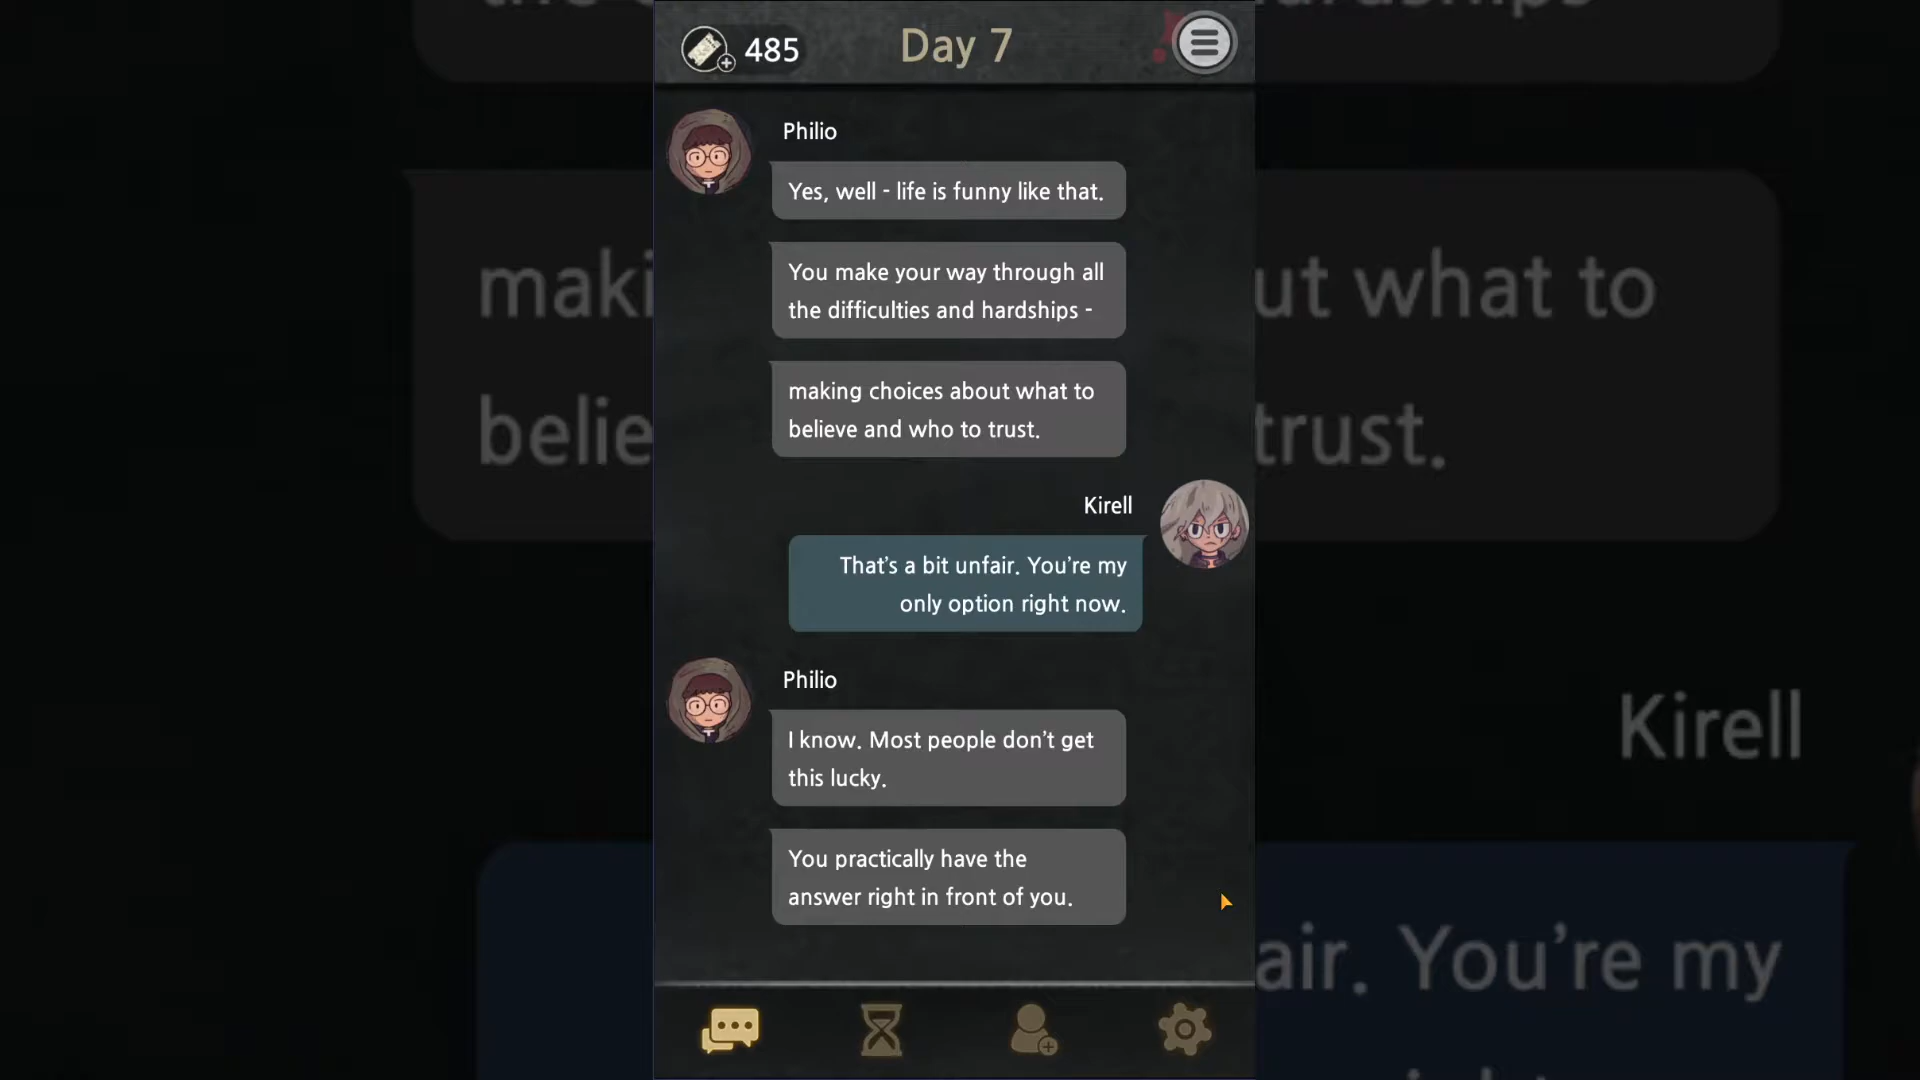 485
Day 7
Philio
Yes, well - life is funny like that.
You make your way through all
the difficulties and hardships -
making choices about what to
believe and who to trust.
Kirell
That's a bit unfair. You're my
only option right now.
Philio
I know. Most people don't get
this lucky.
You practically have the
answer right in front of you.
ut what to
trust.
Kirell
air. You're my